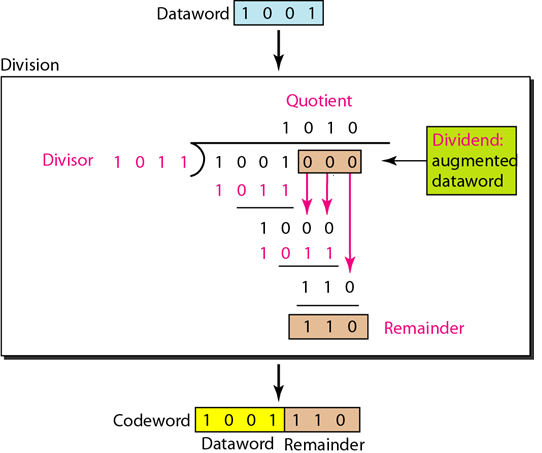 Dataword 1 0 0 1
Division
Quotient
1 0 1 0
Divisor 1 0 1 1 1 0 0 1 0 0 0
Dividend:
augmented
dataword
1 0 1 1
1 0 0 0
1 0 1 1
1 1 0
1 1 0 Remainder
Codeword 1 0 0 1 1 1 0
Dataword Remainder